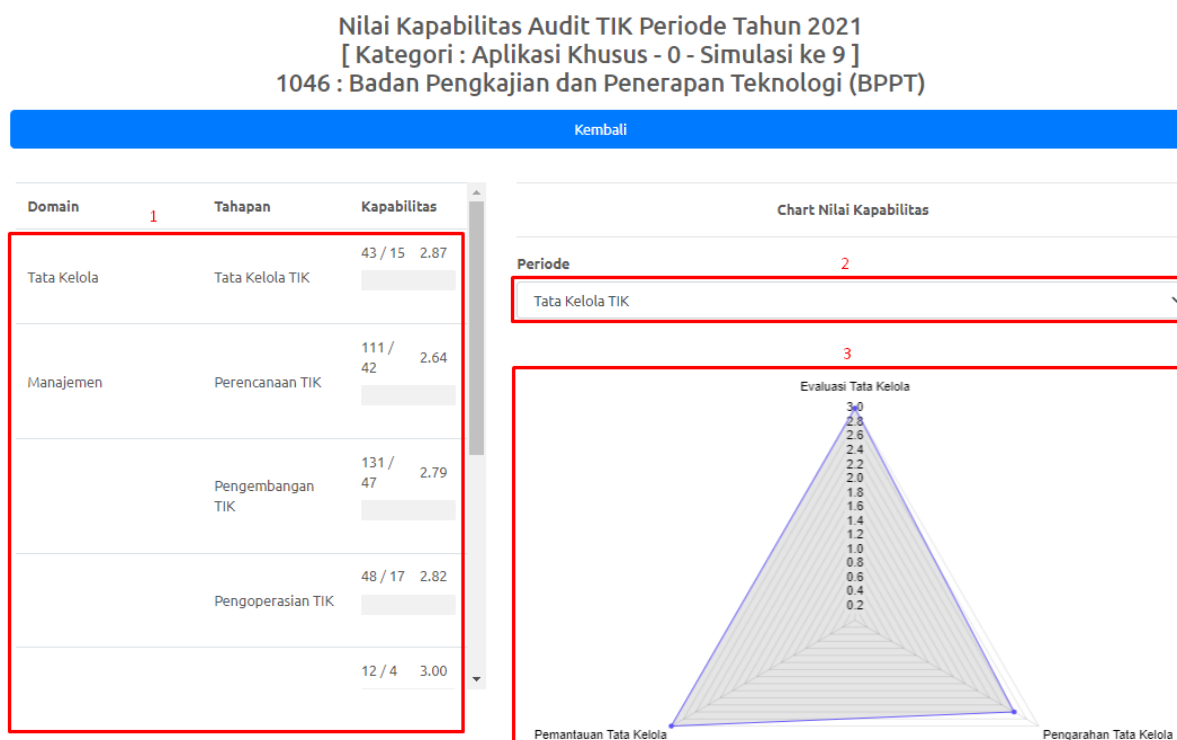 Nilai Kapabilitas Audit TIK Periode Tahun 2021
[ Kategori : Aplikasi Khusus - 0 - Simulasi ke 9 ]
1046 : Badan Pengkajian dan Penerapan Teknologi (BPPT)
Kembali
Domain 1 Tahapan Kapabilitas
Tata Kelola Tata Kelola TIK 43 / 15 2.87
Manajemen Perencanaan TIK 111 / 42 2.64
Pengembangan TIK 131 / 47 2.79
Pengoperasian TIK 48 / 17 2.82
12 / 4 3.00
Chart Nilai Kapabilitas
Periode 2
Tata Kelola TIK
3
Evaluasi Tata Kelola
3.0
2.8
2.6
2.4
2.2
2.0
1.8
1.6
1.4
1.2
1.0
0.8
0.6
0.4
0.2
Pemantauan Tata Kelola Pengarahan Tata Kelola